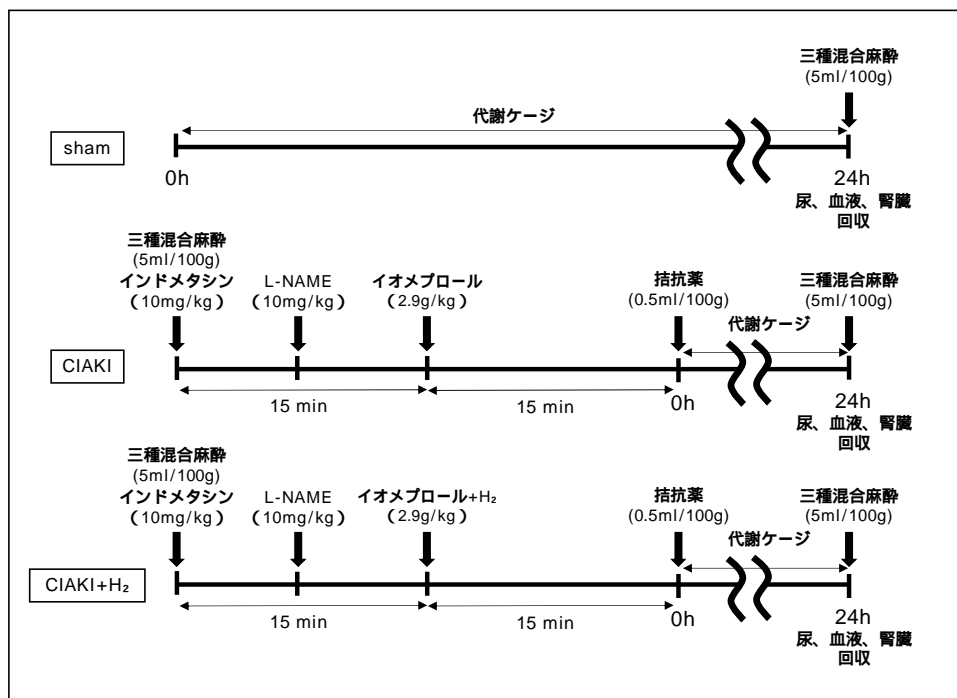 三種混合麻酔
(5ml/100g)
代謝ケージ
sham
0h
24h
尿、血液、腎臓
回収
三種混合麻酔
(5ml/100g)
インドメタシン
(10mg/kg)
L-NAME
(10mg/kg)
イオメプロール
(2.9g/kg)
拮抗薬
(0.5ml/100g)
三種混合麻酔
(5ml/100g)
代謝ケージ
CIAKI
15 min
15 min
0h
24h
尿、血液、腎臓
回収
三種混合麻酔
(5ml/100g)
インドメタシン
(10mg/kg)
L-NAME
(10mg/kg)
イオメプロール+H₂
(2.9g/kg)
拮抗薬
(0.5ml/100g)
三種混合麻酔
(5ml/100g)
代謝ケージ
CIAKI+H₂
15 min
15 min
0h
24h
尿、血液、腎臓
回収